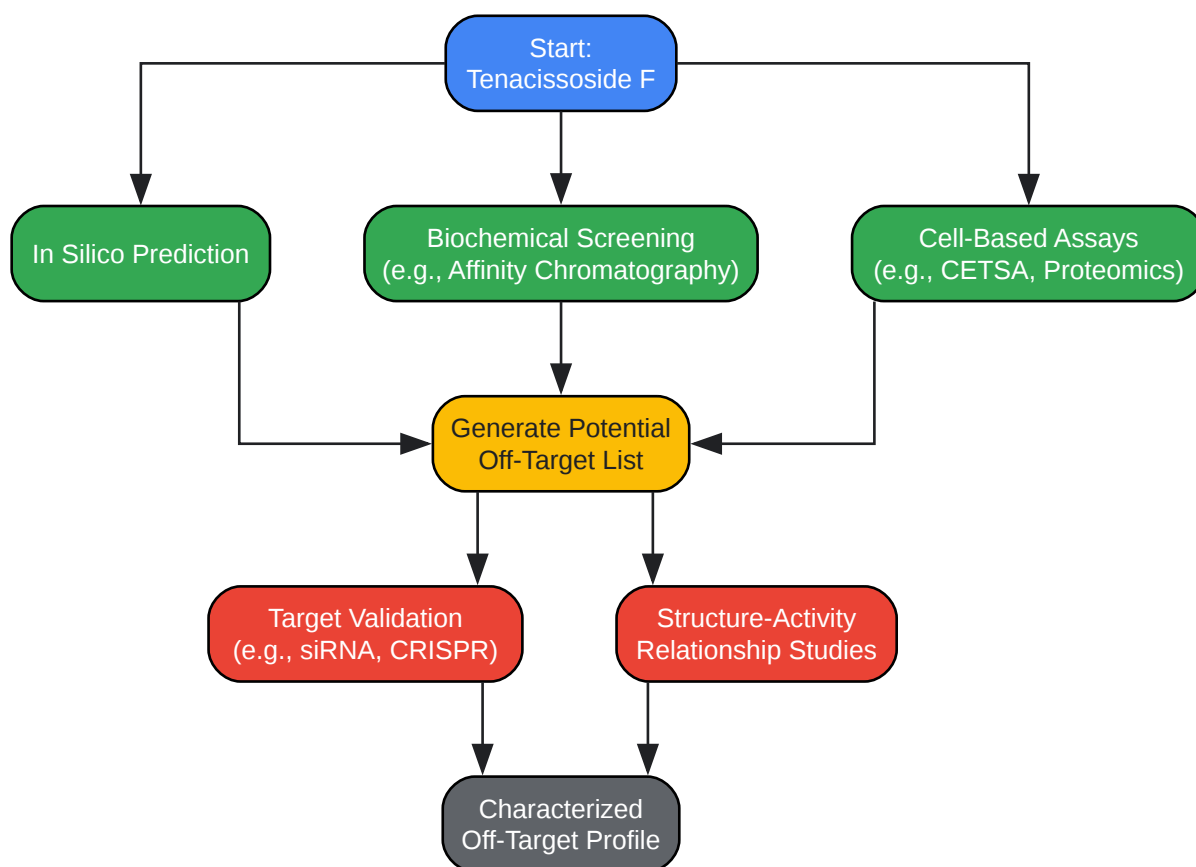 Start:
Tenacissoside F
In Silico Prediction
Biochemical Screening
(e.g., Affinity Chromatography)
Cell-Based Assays
(e.g., CETSA, Proteomics)
Generate Potential
Off-Target List
Target Validation
(e.g., siRNA, CRISPR)
Structure-Activity
Relationship Studies
Characterized
Off-Target Profile